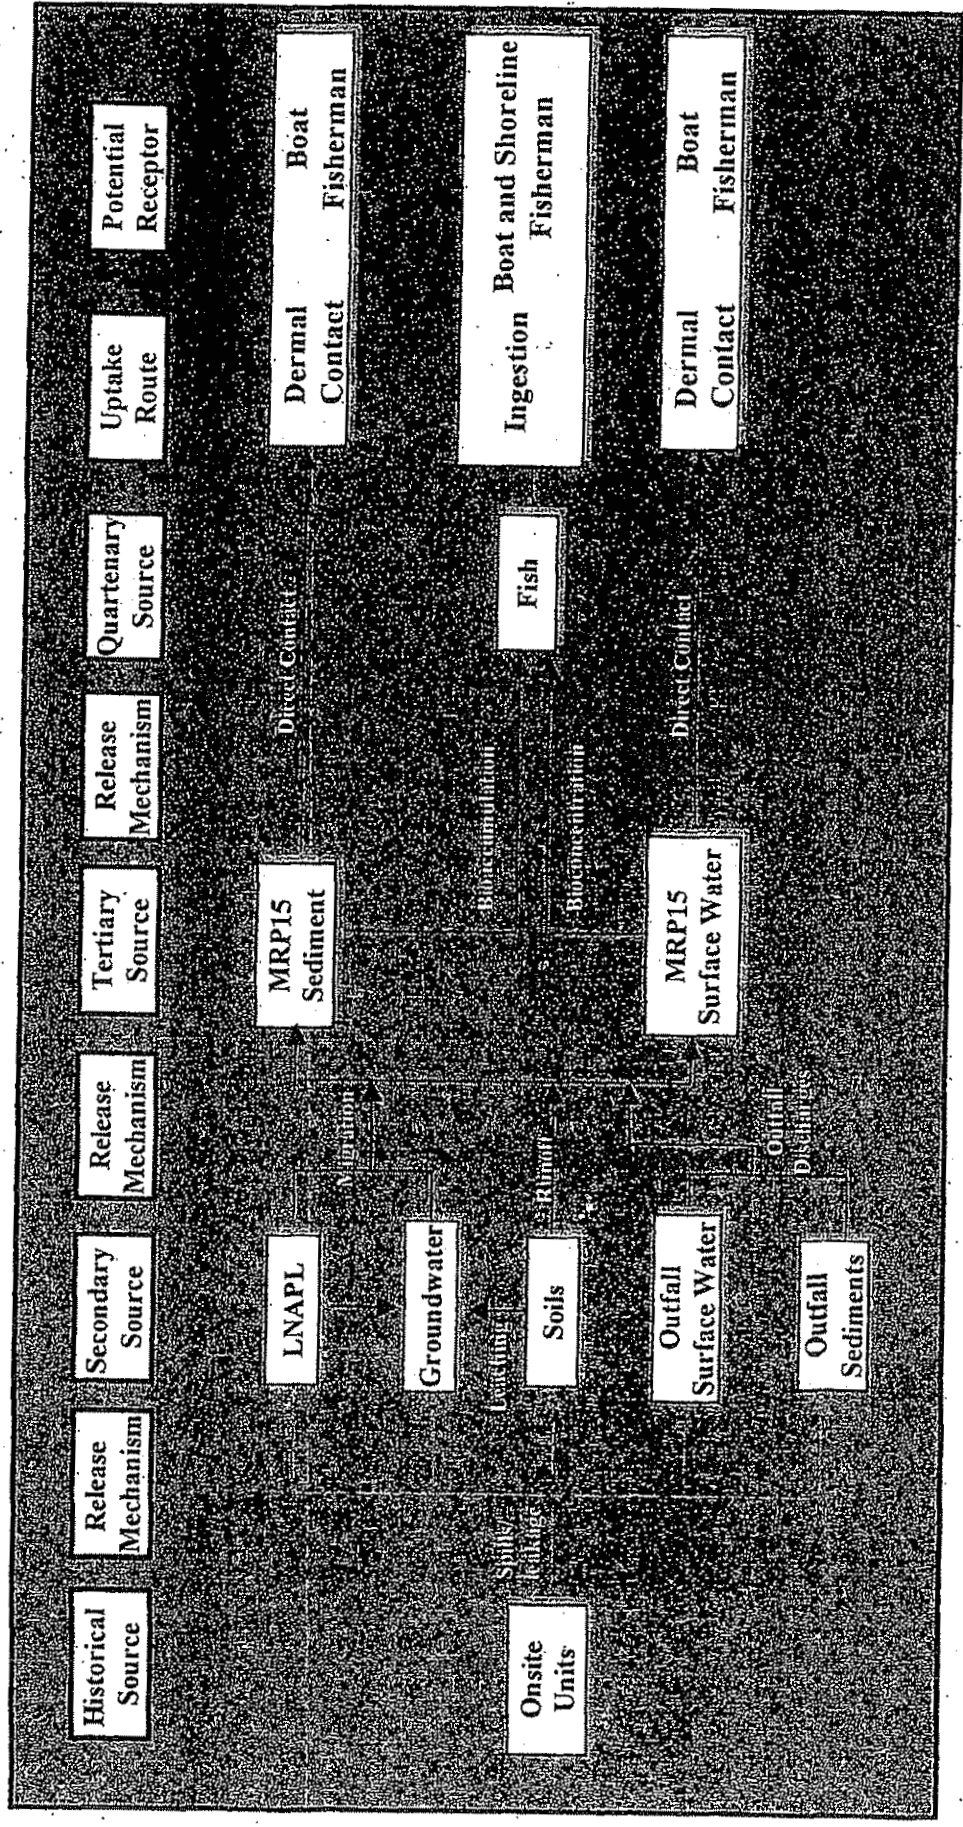 Historical
Source
Release
Mechanism
Secondary
Source
Release
Mechanism
Tertiary
Source
Release
Mechanism
Quartenary
Source
Uptake
Route
Potential
Receptor
Onsite
Units
Spills/
LNAPL
Groundwater
Leaching
Soils
Outfall
Surface Water
Outfall
Sediments
Migration
Runoff
Outfall
Discharges
MRP15
Sediment
MRP15
Surface Water
Direct Contact
Bioaccumulation
Bioconcentration
Direct Contact
Fish
Dermal
Contact
Boat
Fisherman
Ingestion
Boat and Shoreline
Fisherman
Dermal
Contact
Boat
Fisherman